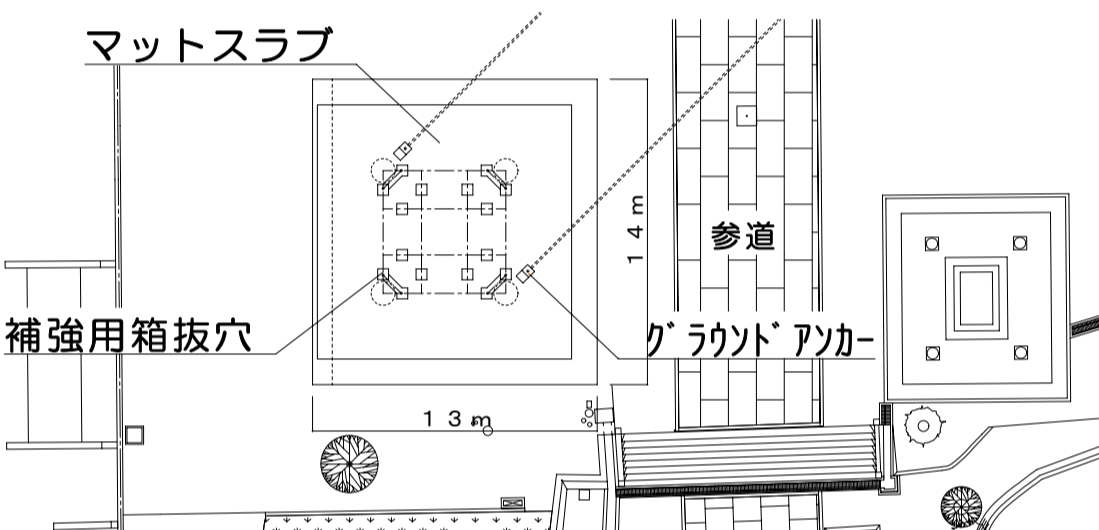 マットスラブ
14m
参道
補強用箱抜穴
グラウンドアンカー
13m